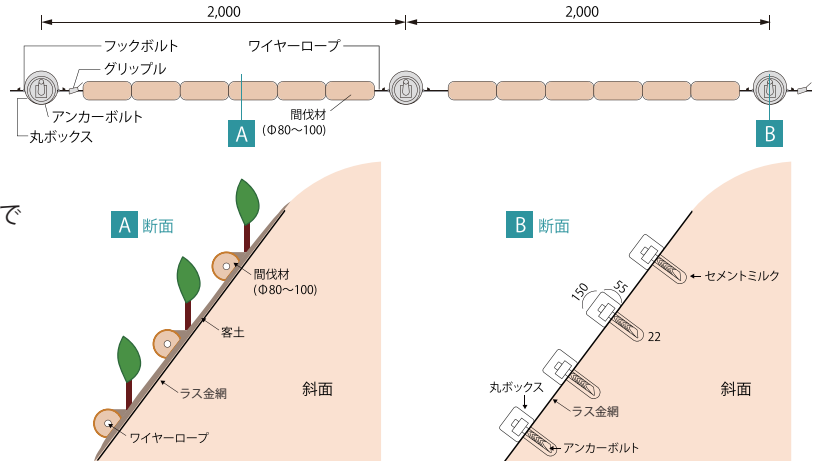 2,000
2,000
フックボルト
ワイヤーロープ
グリップル
アンカーボルト
丸ボックス
間伐材
(Φ80～100)
A
B
で
A 断面
B 断面
間伐材
(Φ80～100)
客土
ラス金網
斜面
ワイヤーロープ
セメントミルク
150
55
22
丸ボックス
ラス金網
斜面
アンカーボルト